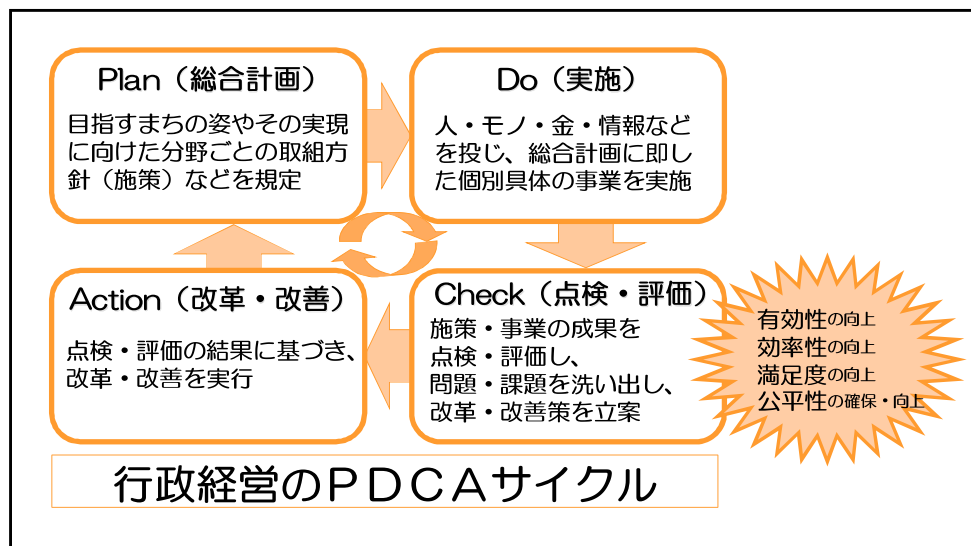 Plan（総合計画）
目指すまちの姿やその実現
に向けた分野ごとの取組方
針（施策）などを規定
Do（実施）
人・モノ・金・情報など
を投じ、総合計画に即し
た個別具体の事業を実施
Action（改革・改善）
点検・評価の結果に基づき、
改革・改善を実行
Check（点検・評価）
施策・事業の成果を
点検・評価し、
問題・課題を洗い出し、
改革・改善策を立案
有効性の向上
効率性の向上
満足度の向上
公平性の確保・向上
行政経営のＰＤＣＡサイクル